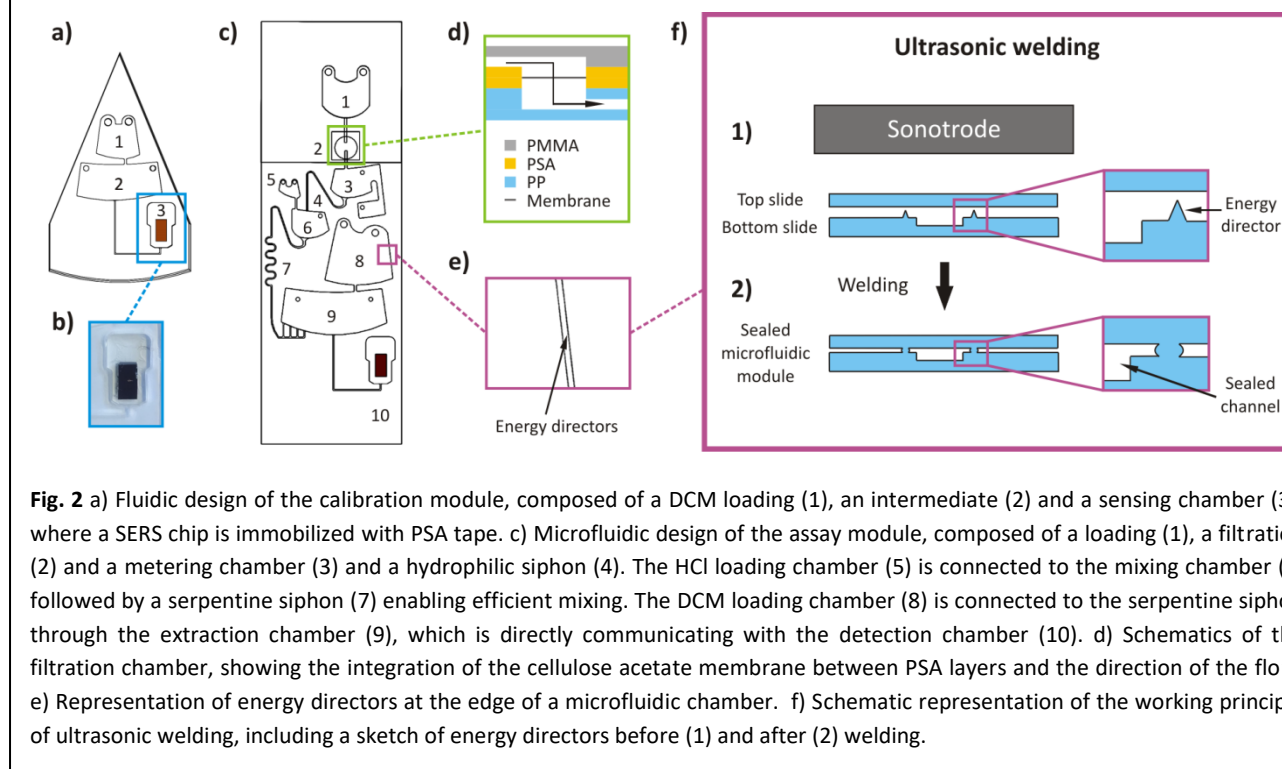 a)
1
2
3
b)
c)
1
2
3
4
5
6
7
8
9
10
d)
PMMA
PSA
PP
Membrane
e)
Energy directors
f)
Ultrasonic welding
1)
Sonotrode
Top slide
Bottom slide
Energy
director
Welding
2)
Sealed
microfluidic
module
Sealed
channel
Fig. 2 a) Fluidic design of the calibration module, composed of a DCM loading (1), an intermediate (2) and a sensing chamber (3
where a SERS chip is immobilized with PSA tape. c) Microfluidic design of the assay module, composed of a loading (1), a
(2) and a metering chamber (3) and a hydrophilic siphon (4). The HCl loading chamber (5) is connected to the mixing chamber
followed by a serpentine siphon (7) enabling efficient mixing. The DCM loading chamber (8) is connected to the serpentine
through the extraction chamber (9), which is directly communicating with the detection chamber (10). d) Schematics of
filtration chamber, showing the integration of the cellulose acetate membrane between PSA layers and the direction of the
e) Representation of energy directors at the edge of a microfluidic chamber. f) Schematic representation of the working
of ultrasonic welding, including a sketch of energy directors before (1) and after (2) welding.